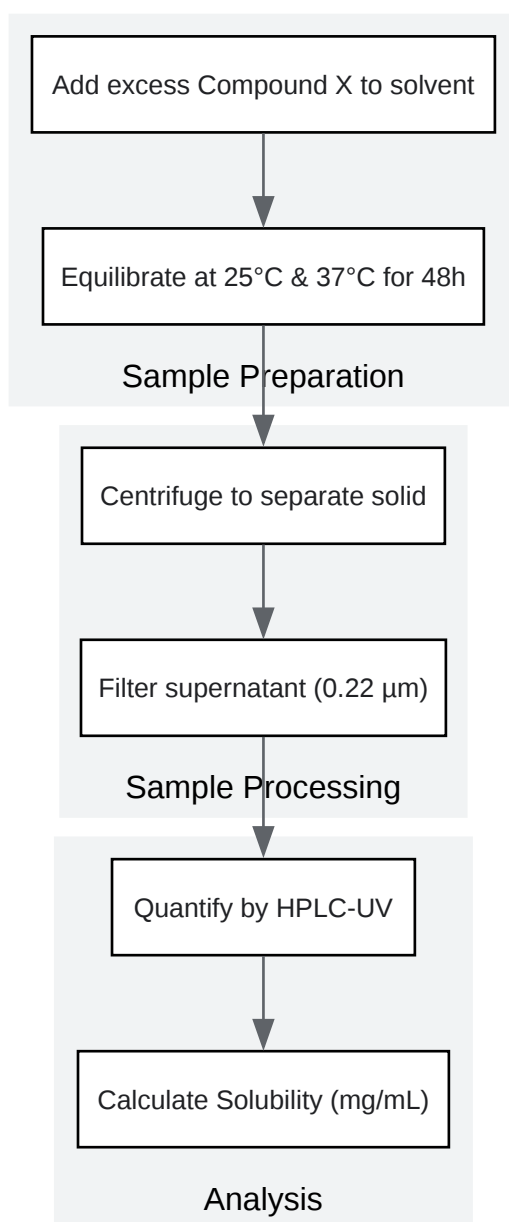 Add excess Compound X to solvent
Equilibrate at 25°C & 37°C for 48h
Sample Preparation
Centrifuge to separate solid
Filter supernatant (0.22 µm)
Sample Processing
Quantify by HPLC-UV
Calculate Solubility (mg/mL)
Analysis